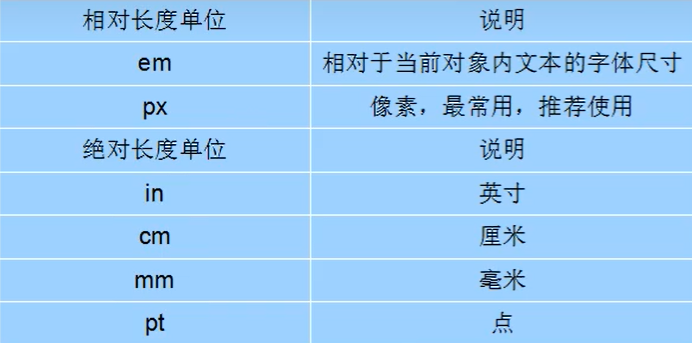 相对长度单位 说明
em 相对于当前对象内文本的字体尺寸
px 像素，最常用，推荐使用
绝对长度单位 说明
in 英寸
cm 厘米
mm 毫米
pt 点